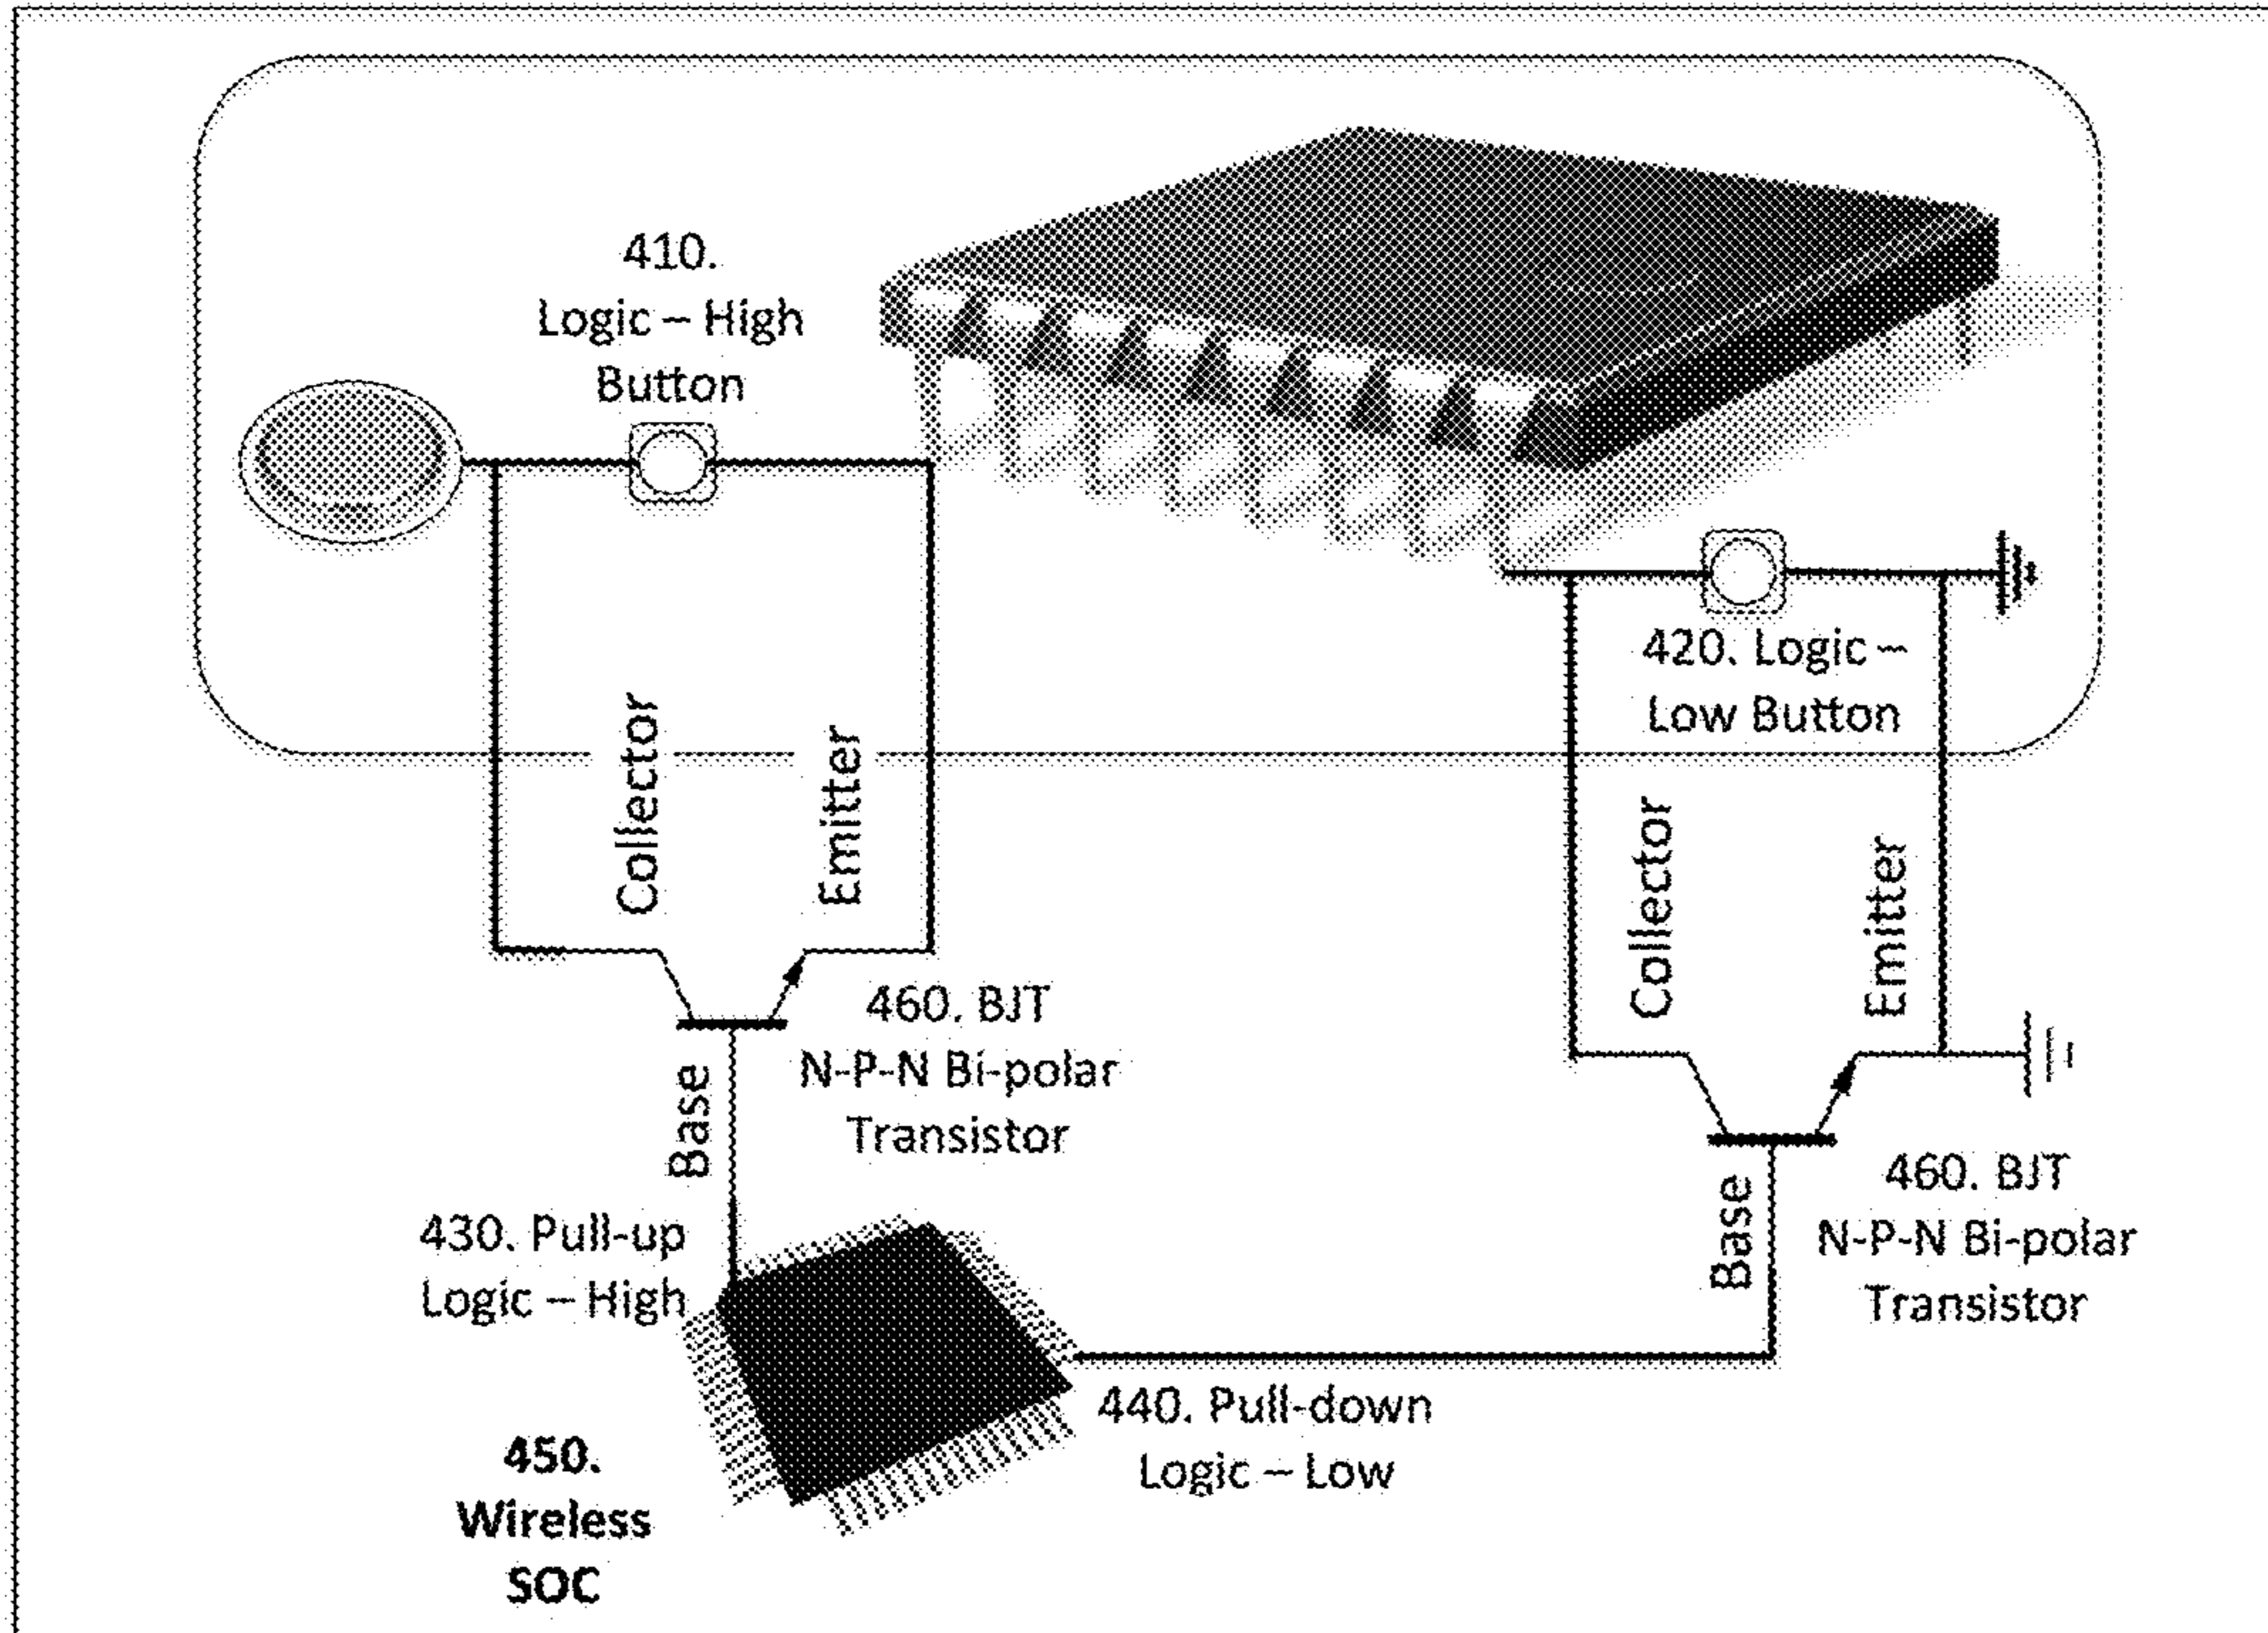 410.
Logic – High
Button
420. Logic –
Low Button
Collector
Emitter
Collector
Emitter
460. BJT
N-P-N Bi-polar
Transistor
Base
460. BJT
N-P-N Bi-polar
Transistor
Base
430. Pull-up
Logic – High
440. Pull-down
Logic – Low
450.
Wireless
SOC